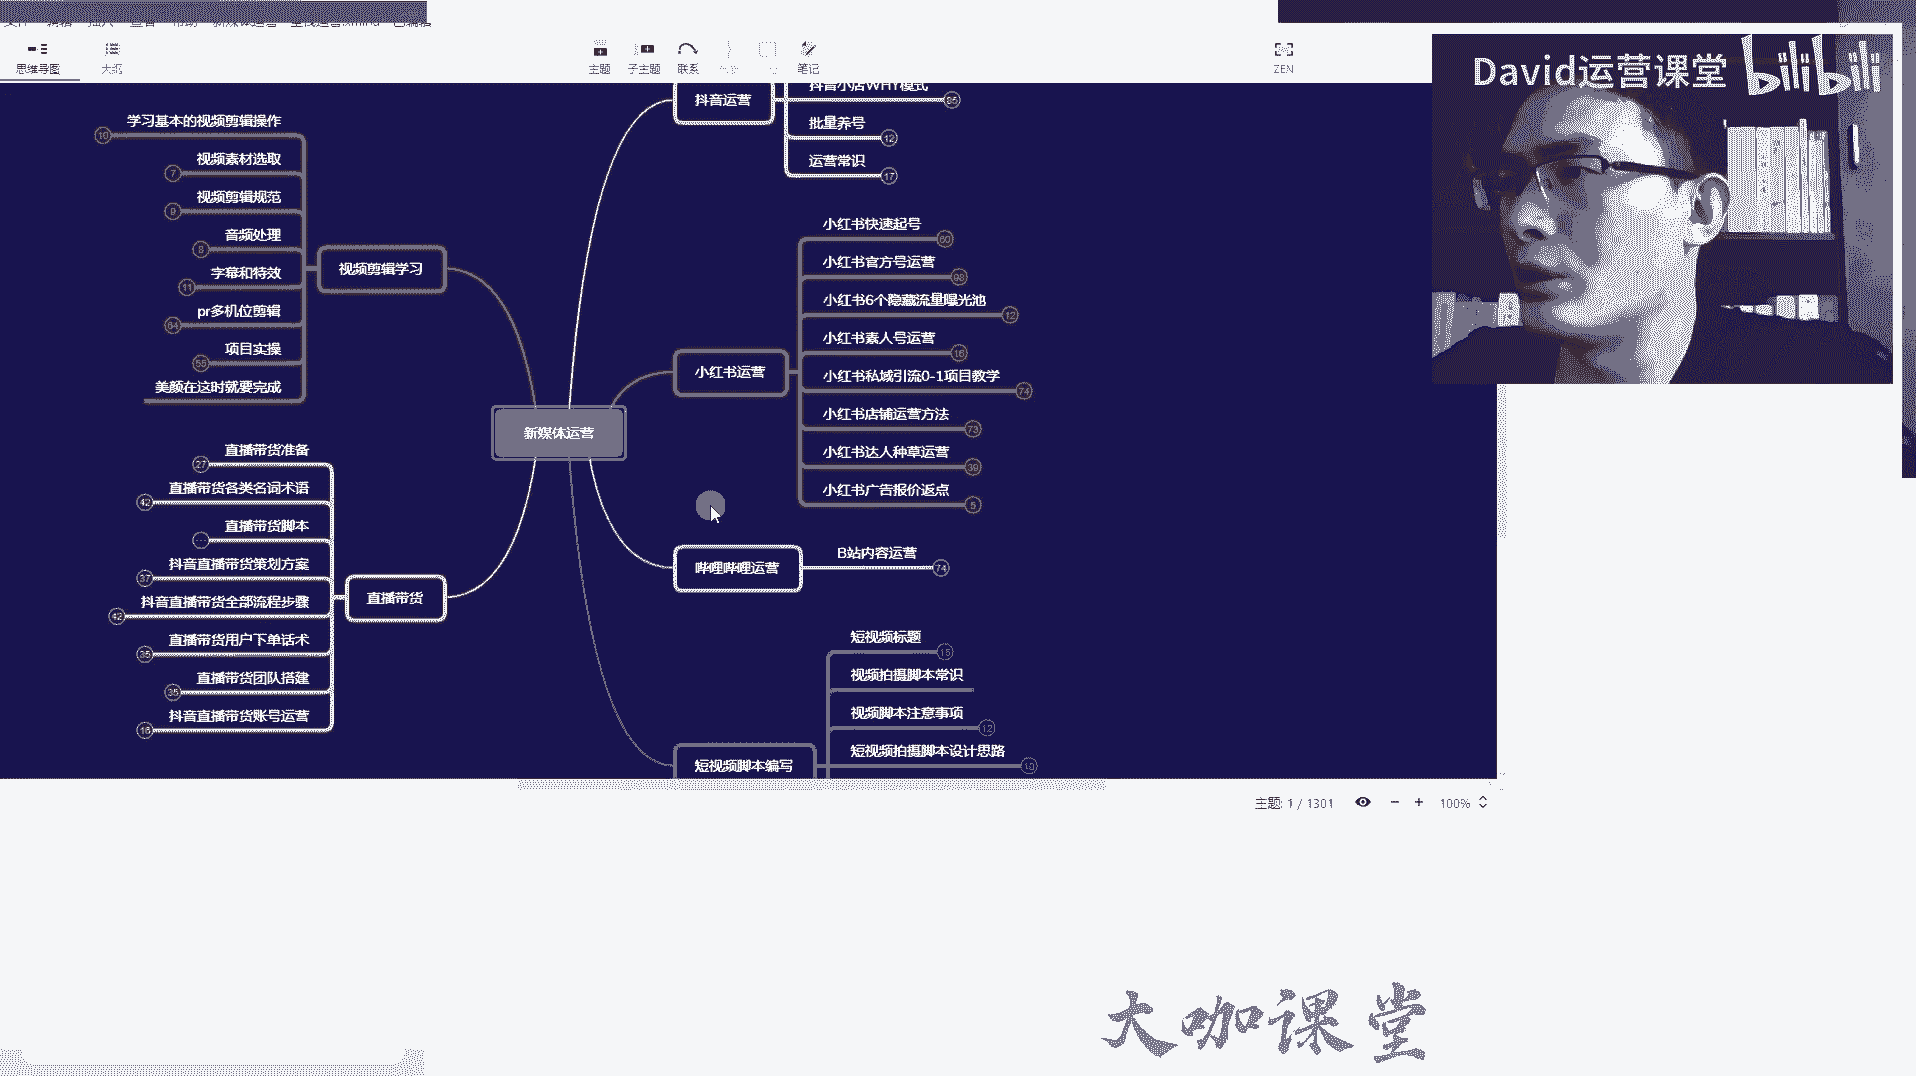 新媒体运营
思维导图
大纲
主题
子主题
联系
笔记
ZEN
David运营课堂 bilibili
学习基本的视频剪辑操作
10
视频素材选取
7
视频剪辑规范
9
音频处理
8
字幕和特效
11
pr多机位剪辑
64
项目实操
55
美颜在这时就要完成
视频剪辑学习
直播带货准备
27
直播带货各类名词术语
42
直播带货脚本
抖音直播带货策划方案
37
抖音直播带货全部流程步骤
42
直播带货用户下单话术
35
直播带货团队搭建
35
抖音直播带货账号运营
16
直播带货
新媒体运营
抖音运营
抖音小店WHY模式
85
批量养号
12
运营常识
17
小红书运营
小红书快速起号
60
小红书官方号运营
98
小红书6个隐藏流量曝光池
12
小红书素人号运营
16
小红书私域引流0-1项目教学
74
小红书店铺运营方法
73
小红书达人种草运营
39
小红书广告报价返点
5
哔哩哔哩运营
B站内容运营
74
短视频脚本编写
短视频标题
15
视频拍摄脚本常识
视频脚本注意事项
12
短视频拍摄脚本设计思路
主题: 1 / 1301
100%
大咖课堂